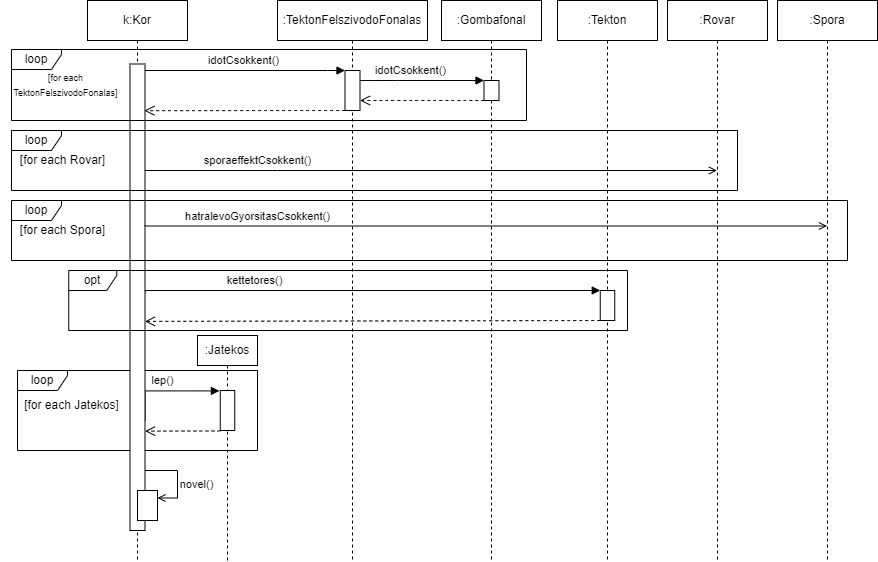 k:Kor
:TektonFelszivodoFonalas
:Gombafonal
:Tekton
:Rovar
:Spora
loop
[for each
TektonFelszivodoFonalas]
idotCsokkent()
idotCsokkent()
loop
[for each Rovar]
sporaeffektCsokkent()
loop
[for each Spora]
hatralevoGyorsitasCsokkent()
opt
kettetores()
:Jatekos
loop
[for each Jatekos]
lep()
novel()